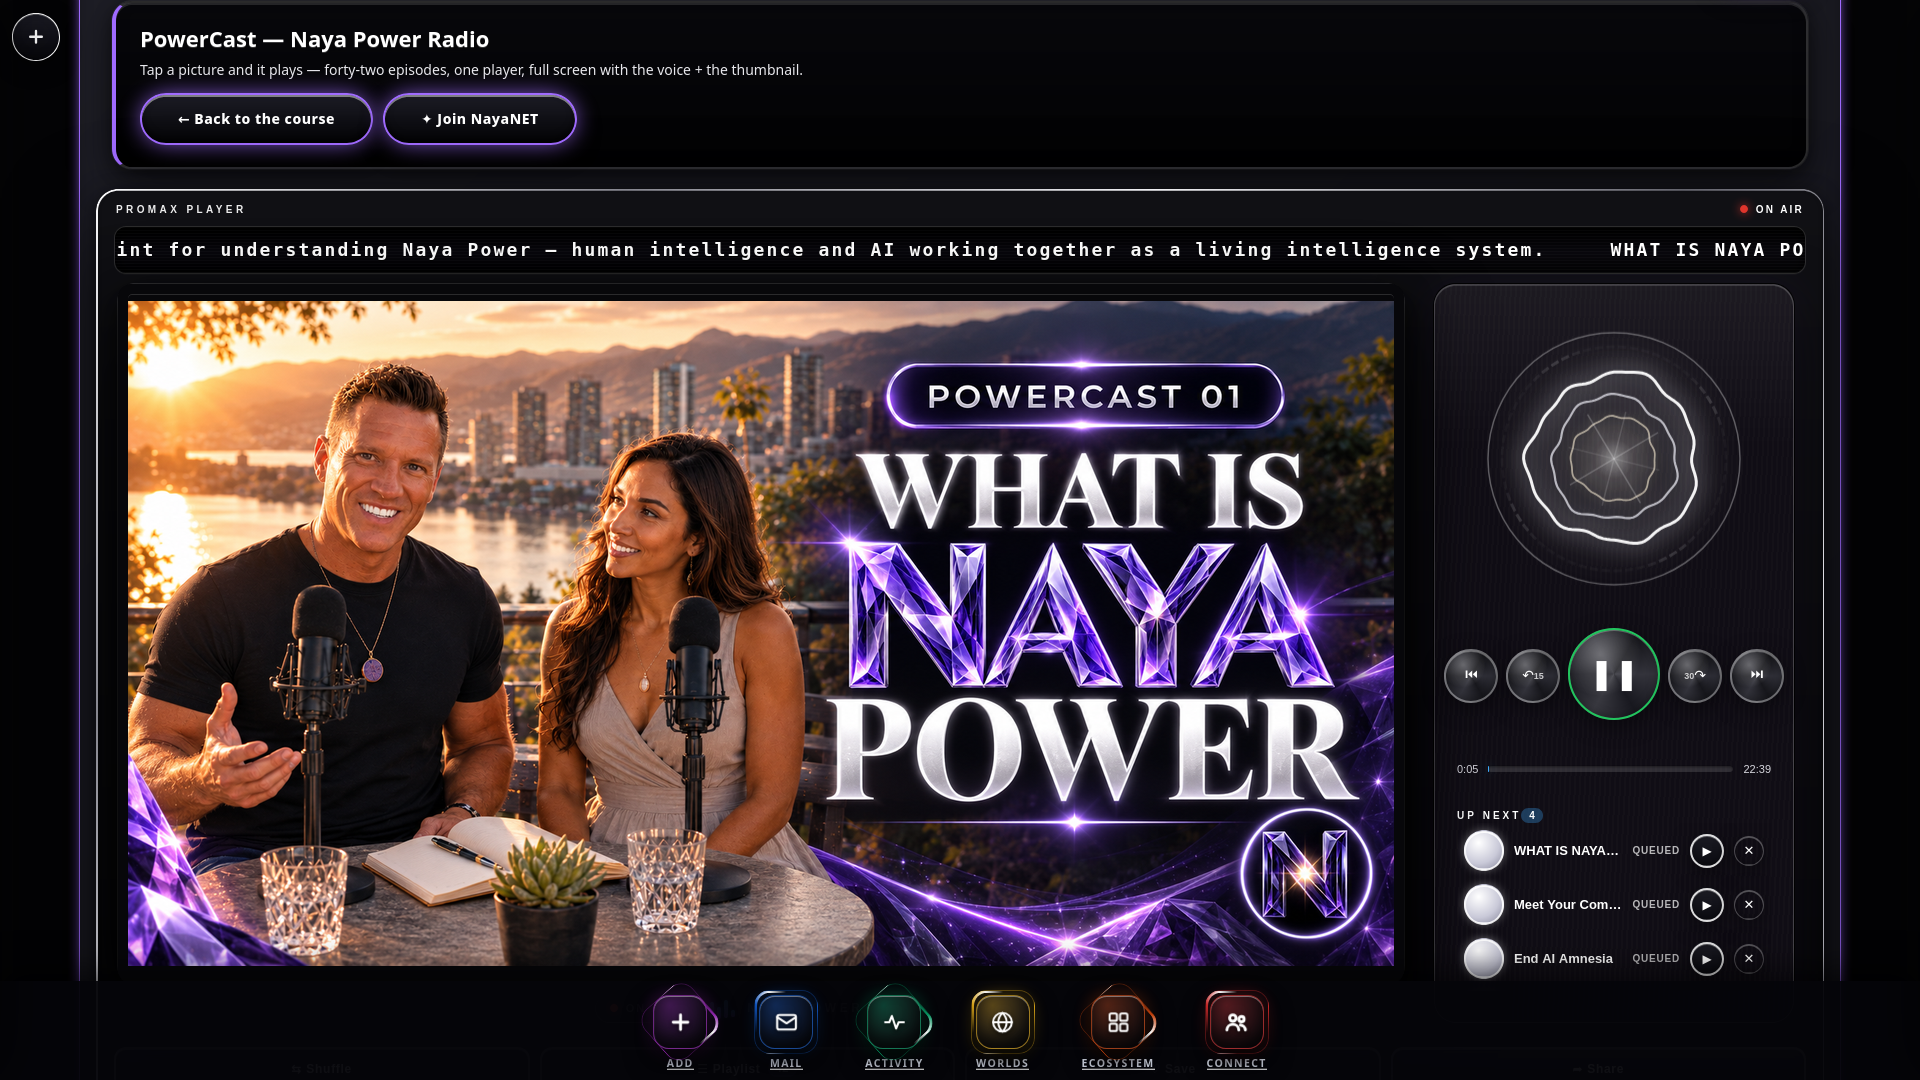 PowerCast — Naya Power Radio
Tap a picture and it plays — forty-two episodes, one player, full screen with the voice + the thumbnail.
← Back to the course
✦ Join NayaNET
PROMAX PLAYER
ON AIR
int for understanding Naya Power — human intelligence and AI working together as a living intelligence system. WHAT IS NAYA PO
POWERCAST 01
WHAT IS
NAYA
POWER
N
15
30
0:05
22:39
UP NEXT 4
WHAT IS NAYA... QUEUED
Meet Your Com... QUEUED
End AI Amnesia QUEUED
Shuffle
Playlist
Save
Share
ADD
MAIL
ACTIVITY
WORLDS
ECOSYSTEM
CONNECT